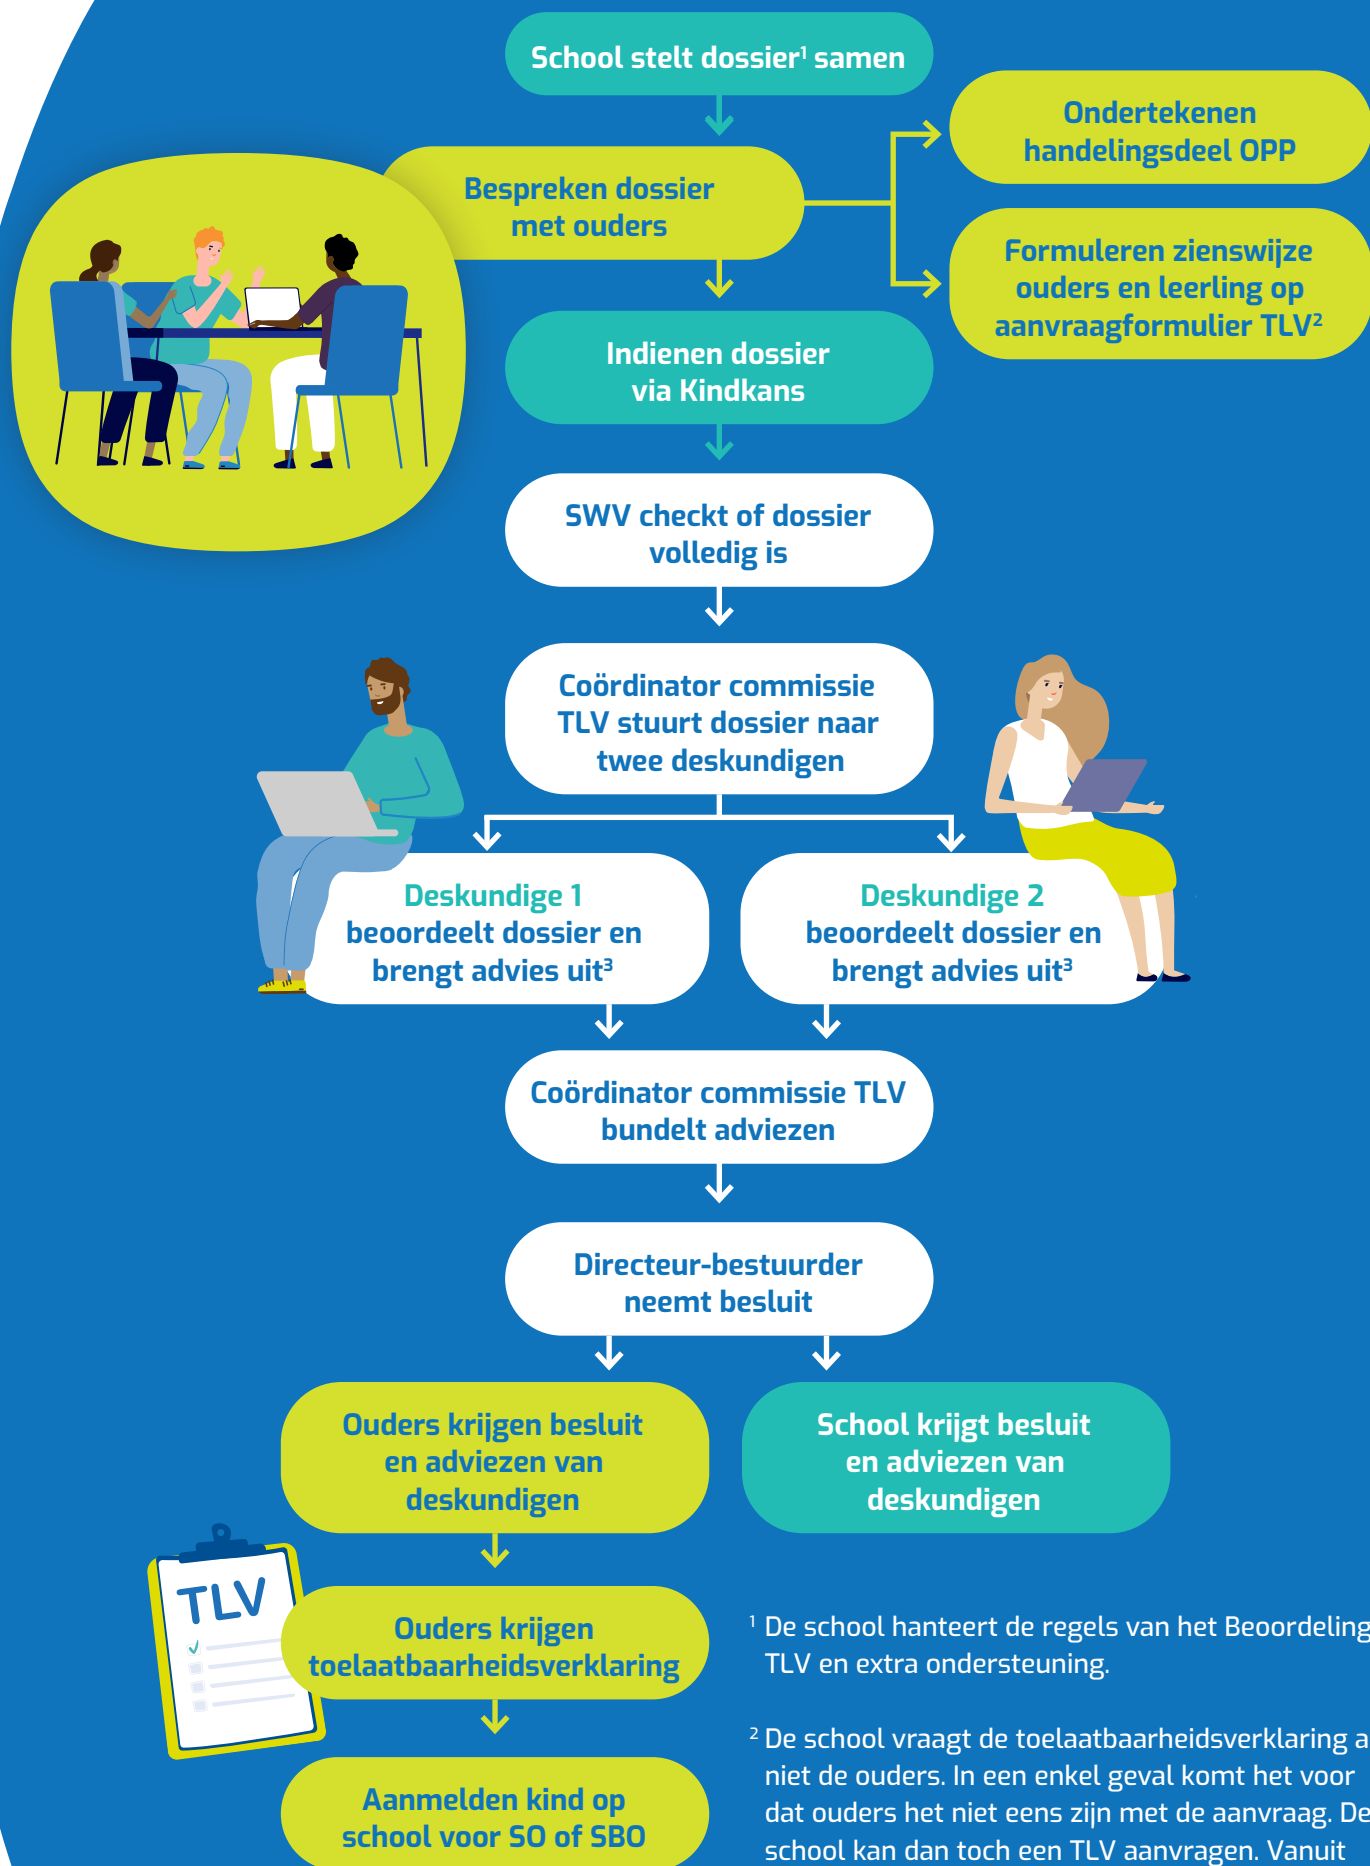 School stelt dossier¹ samen
Ondertekenen
handelingsdeel OPP
Bespreken dossier
met ouders
Formuleren zienswijze
ouders en leerling op
aanvraagformulier TLV²
Indienen dossier
via Kindkans
SWV checkt of dossier
volledig is
Coördinator commissie
TLV stuurt dossier naar
twee deskundigen
Deskundige 1
beoordeelt dossier en
brengt advies uit³
Deskundige 2
beoordeelt dossier en
brengt advies uit³
Coördinator commissie TLV
bundelt adviezen
Directeur-bestuurder
neemt besluit
Ouders krijgen besluit
en adviezen van
deskundigen
School krijgt besluit
en adviezen van
deskundigen
TLV
Ouders krijgen
toelaatbaarheidsverklaring
Aanmelden kind op
school voor SO of SBO
¹ De school hanteert de regels van het Beoordeling
TLV en extra ondersteuning.
² De school vraagt de toelaatbaarheidsverklaring a
niet de ouders. In een enkel geval komt het voor
dat ouders het niet eens zijn met de aanvraag. De
school kan dan toch een TLV aanvragen. Vanuit